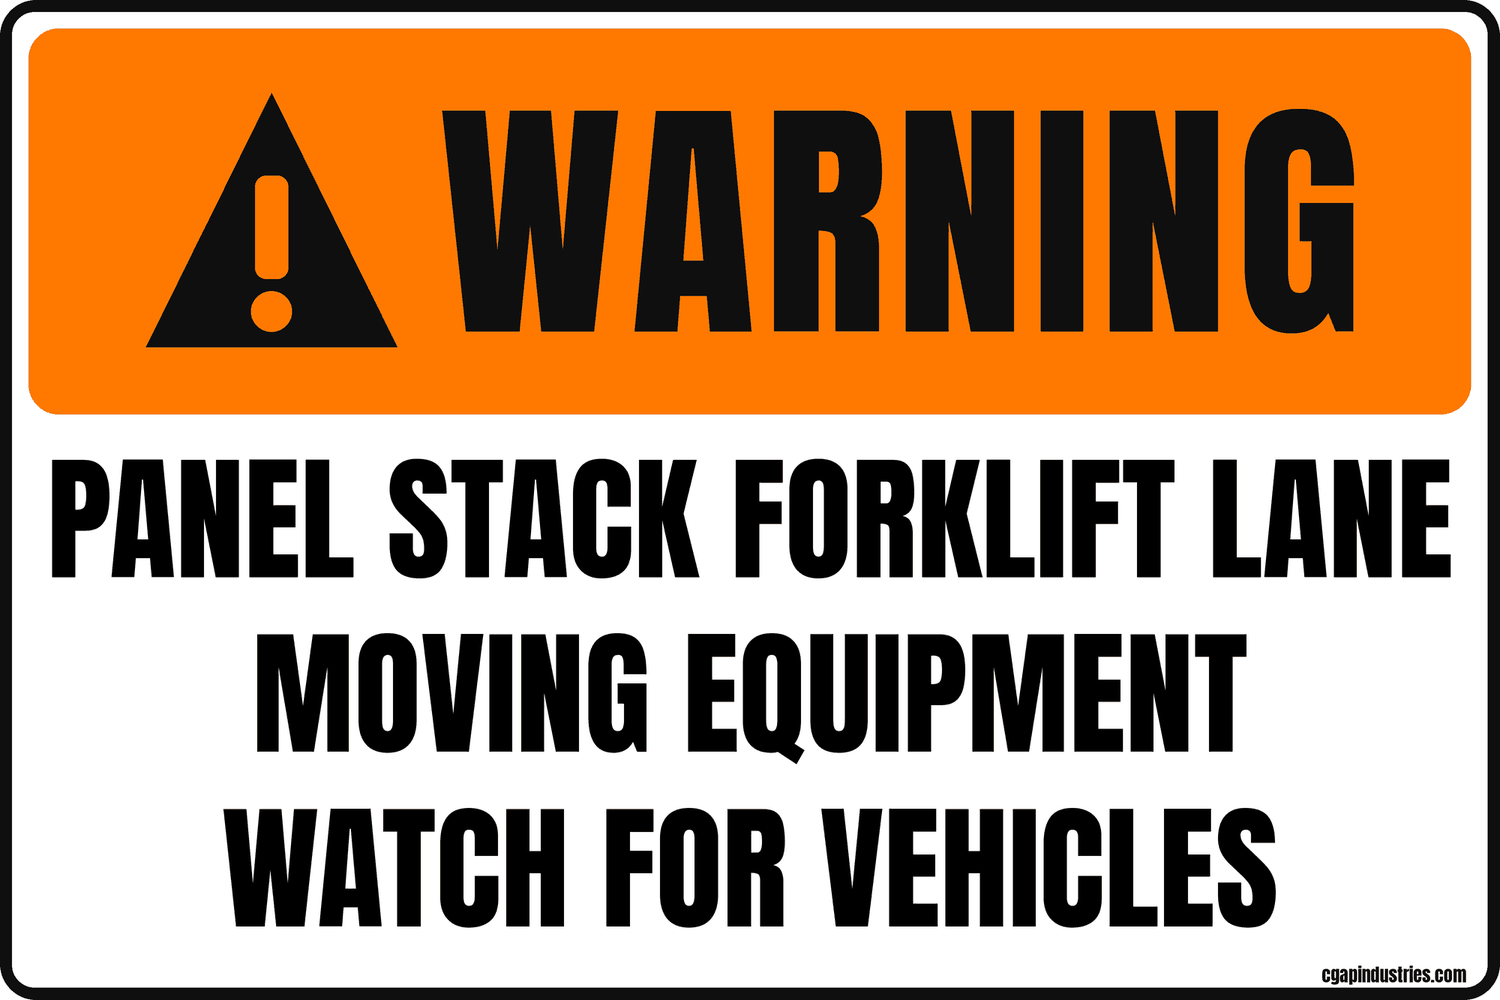 WARNING
PANEL STACK FORKLIFT LANE
MOVING EQUIPMENT
WATCH FOR VEHICLES
cgapindustries.com